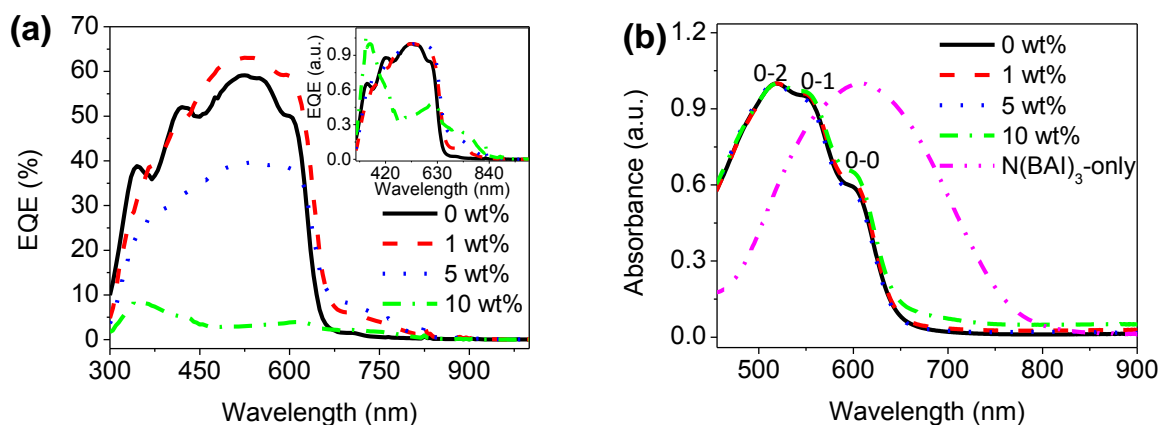 (a)
EQE (%)
70
60
50
40
30
20
10
0
300 450 600 750 900
Wavelength (nm)
0 wt%
1 wt%
5 wt%
10 wt%
EQE (a.u.)
0.9
0.6
0.3
0.0
420 630 840
Wavelength (nm)
(b)
Absorbance (a.u.)
1.2
0.9
0.6
0.3
0.0
500 600 700 800 900
Wavelength (nm)
0-2 0-1
0-0
0 wt%
1 wt%
5 wt%
10 wt%
N(BAI)₃-only